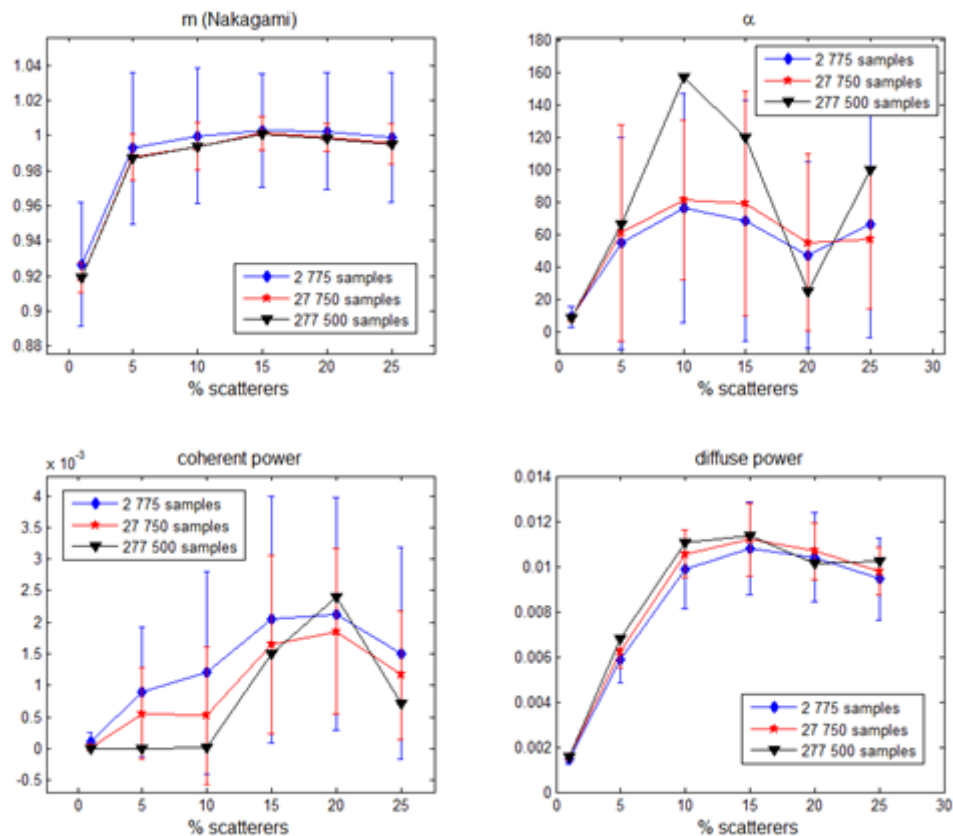 m (Nakagami)
1.04
1.02
1
0.98
0.96
0.94
0.92
0.9
0.88
2 775 samples
27 750 samples
277 500 samples
0 5 10 15 20 25
% scatterers
α
180
160
140
120
100
80
60
40
20
0
2 775 samples
27 750 samples
277 500 samples
0 5 10 15 20 25 30
% scatterers
coherent power
x 10⁻³
4
3.5
3
2.5
2
1.5
1
0.5
0
-0.5
2 775 samples
27 750 samples
277 500 samples
0 5 10 15 20 25
% scatterers
diffuse power
0.014
0.012
0.01
0.008
0.006
0.004
0.002
0
2 775 samples
27 750 samples
277 500 samples
0 5 10 15 20 25 30
% scatterers